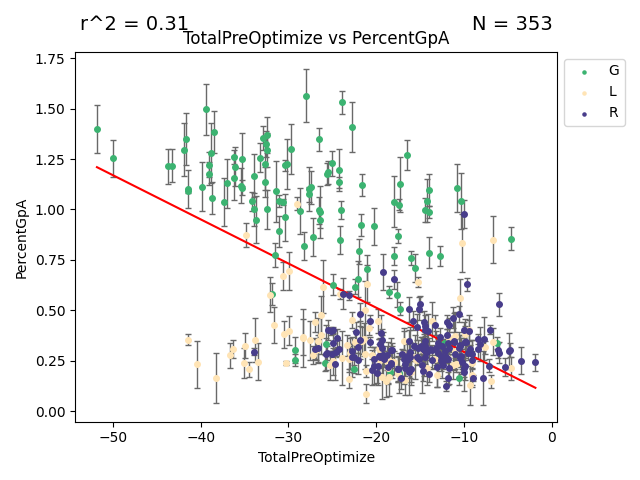 r^2 = 0.31 N = 353
TotalPreOptimize vs PercentGpA
1.75
1.50
1.25
1.00
0.75
0.50
0.25
0.00
PercentGpA
−50 −40 −30 −20 −10 0
TotalPreOptimize
G
L
R